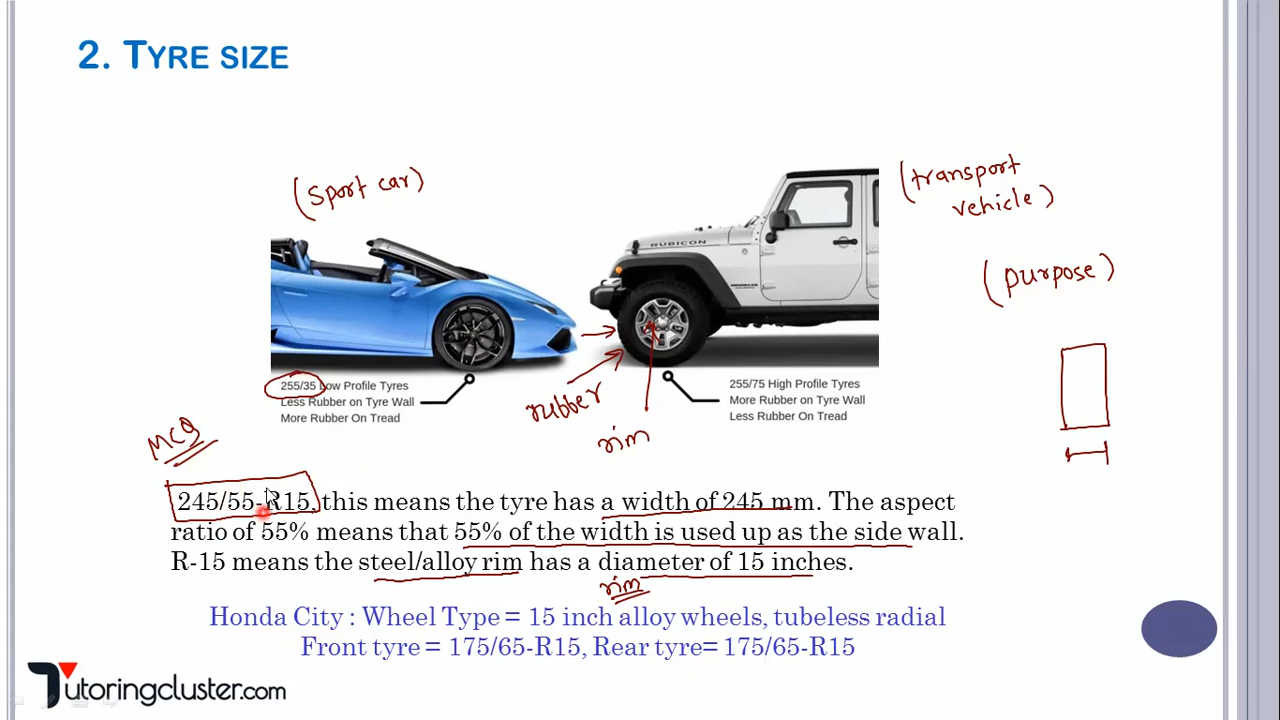 2. TYRE SIZE
(sport car)
(transport
vehicle)
(purpose)
RUBICON
255/35 Low Profile Tyres
Less Rubber on Tyre Wall
More Rubber On Tread
rubber
rim
255/75 High Profile Tyres
More Rubber on Tyre Wall
Less Rubber On Tread
MCQ
245/55-R15, this means the tyre has a width of 245 mm. The aspect
ratio of 55% means that 55% of the width is used up as the side wall.
R-15 means the steel/alloy rim has a diameter of 15 inches.
rim
Honda City : Wheel Type = 15 inch alloy wheels, tubeless radial
Front tyre = 175/65-R15, Rear tyre= 175/65-R15
Tutoringcluster.com